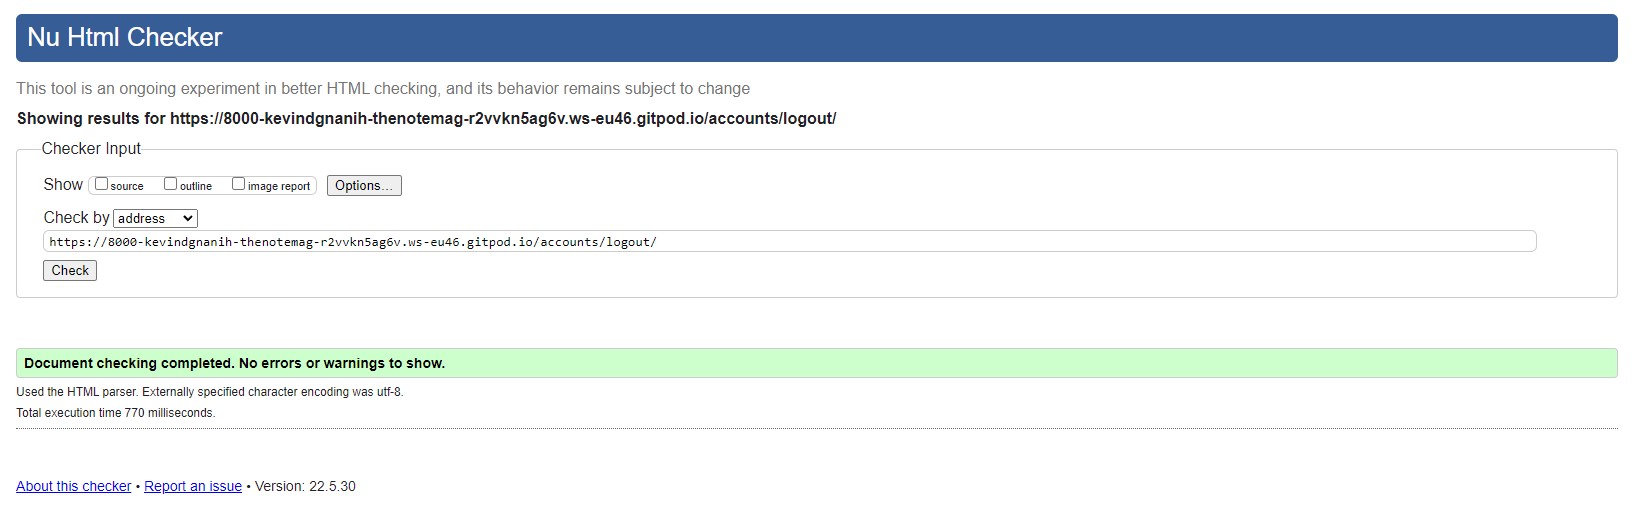 Nu Html Checker
This tool is an ongoing experiment in better HTML checking, and its behavior remains subject to change
Showing results for https://8000-kevindgnanih-thenotemag-r2vvkn5ag6v.ws-eu46.gitpod.io/accounts/logout/
Checker Input
Show source outline image report Options...
Check by address
https://8000-kevindgnanih-thenotemag-r2vvkn5ag6v.ws-eu46.gitpod.io/accounts/logout/
Check
Document checking completed. No errors or warnings to show.
Used the HTML parser. Externally specified character encoding was utf-8.
Total execution time 770 milliseconds.
About this checker • Report an issue • Version: 22.5.30